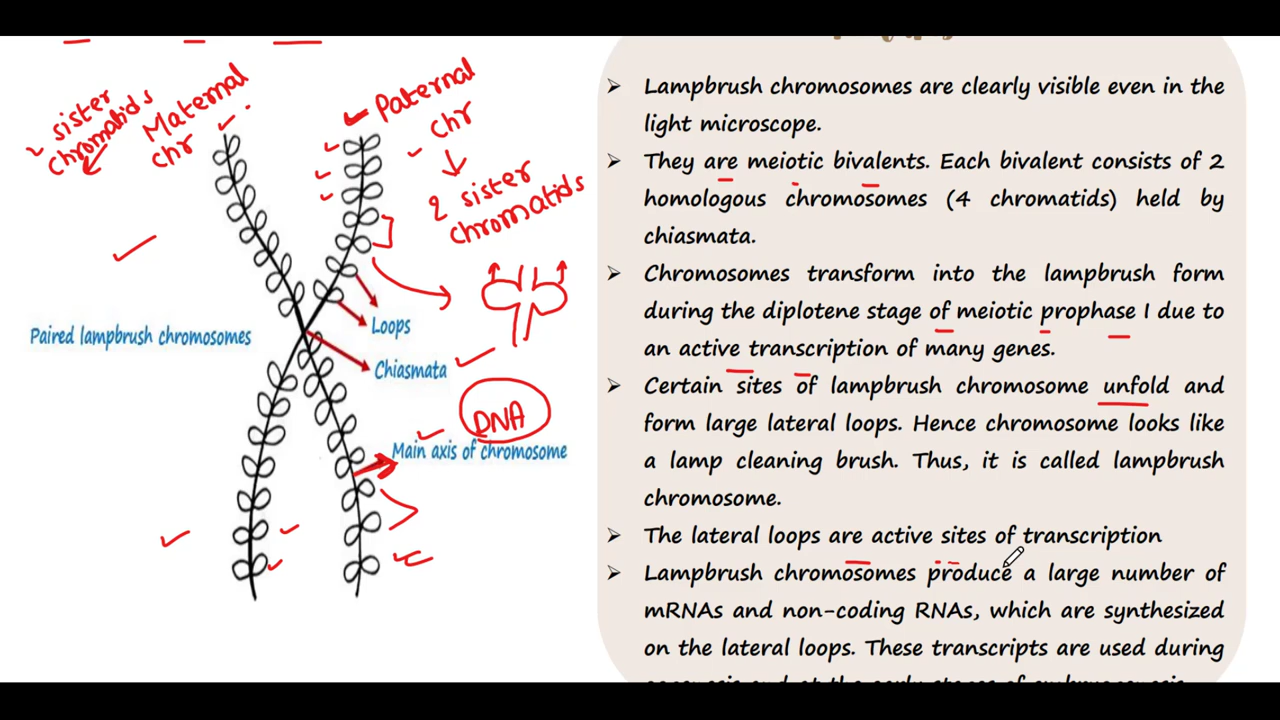 2 sister
chromatids
Maternal
chr
Paternal
chr
2 sister
chromatids
Loops
Paired lampbrush chromosomes
Chiasmata
DNA
Main axis of chromosome
➢ Lampbrush chromosomes are clearly visible even in the
light microscope.
➢ They are meiotic bivalents. Each bivalent consists of 2
homologous chromosomes (4 chromatids) held by
chiasmata.
➢ Chromosomes transform into the lampbrush form
during the diplotene stage of meiotic prophase I due to
an active transcription of many genes.
➢ Certain sites of lampbrush chromosome unfold and
form large lateral loops. Hence chromosome looks like
a lamp cleaning brush. Thus, it is called lampbrush
chromosome.
➢ The lateral loops are active sites of transcription
➢ Lampbrush chromosomes produce a large number of
mRNAs and non-coding RNAs, which are synthesized
on the lateral loops. These transcripts are used during